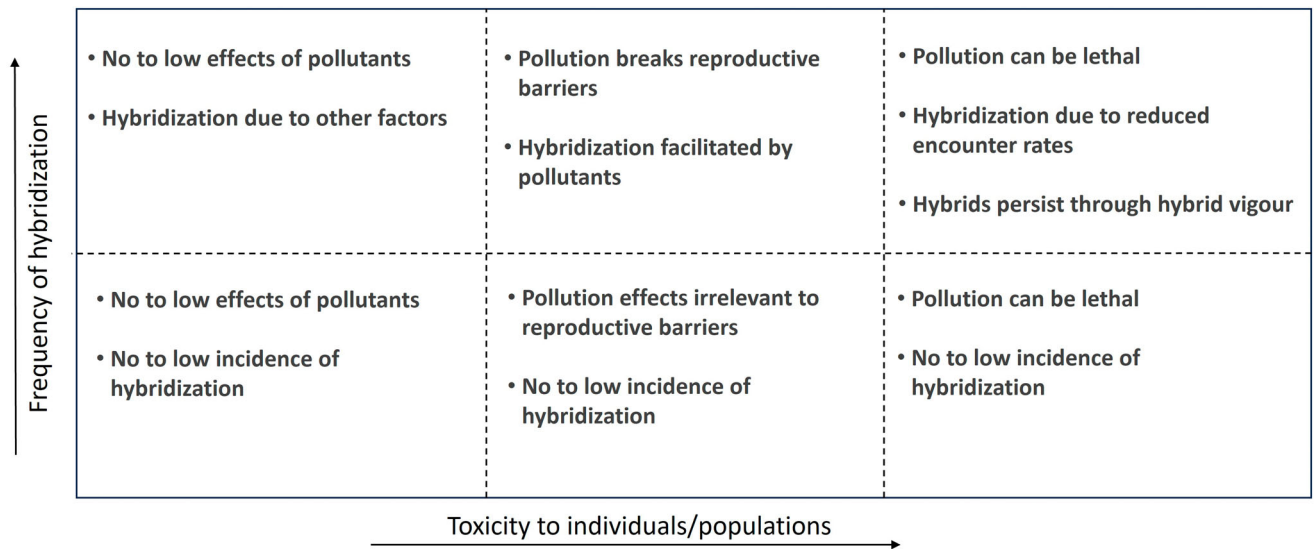 Frequency of hybridization
• No to low effects of pollutants
• Hybridization due to other factors
• Pollution breaks reproductive
barriers
• Hybridization facilitated by
pollutants
• Pollution can be lethal
• Hybridization due to reduced
encounter rates
• Hybrids persist through hybrid vigour
• No to low effects of pollutants
• No to low incidence of
hybridization
• Pollution effects irrelevant to
reproductive barriers
• No to low incidence of
hybridization
• Pollution can be lethal
• No to low incidence of
hybridization
Toxicity to individuals/populations